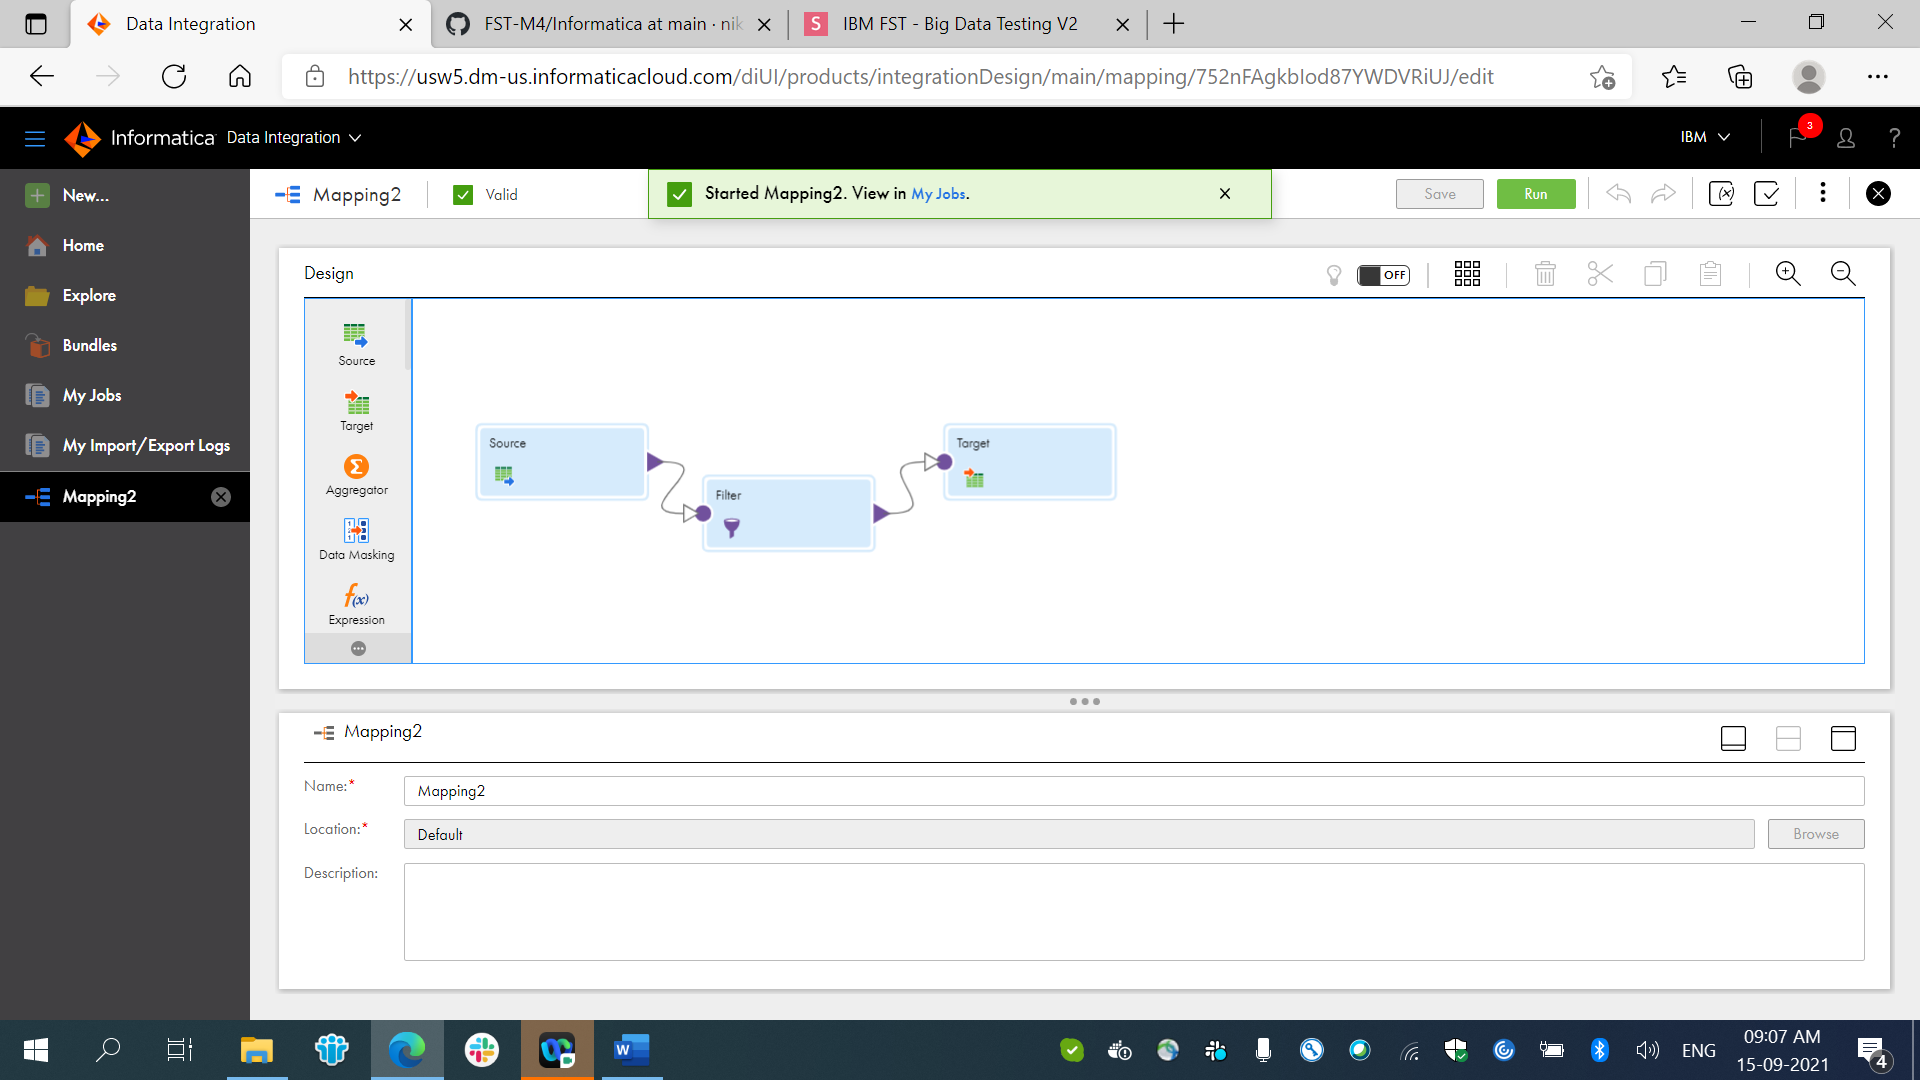 Data Integration
FST-M4/Informatica at main · nik
S IBM FST - Big Data Testing V2
https://usw5.dm-us.informaticacloud.com/diUI/products/integrationDesign/main/mapping/752nFAgkbIod87YWDVRiUJ/edit
Informatica Data Integration
IBM
3
?
New...
Home
Explore
Bundles
My Jobs
My Import/Export Logs
Mapping2
Mapping2
Valid
Started Mapping2. View in My Jobs.
Save
Run
Design
OFF
Source
Target
Aggregator
Data Masking
Expression
Source
Filter
Target
Mapping2
Name:*
Mapping2
Location:*
Default
Browse
Description:
ENG
09:07 AM
15-09-2021
4